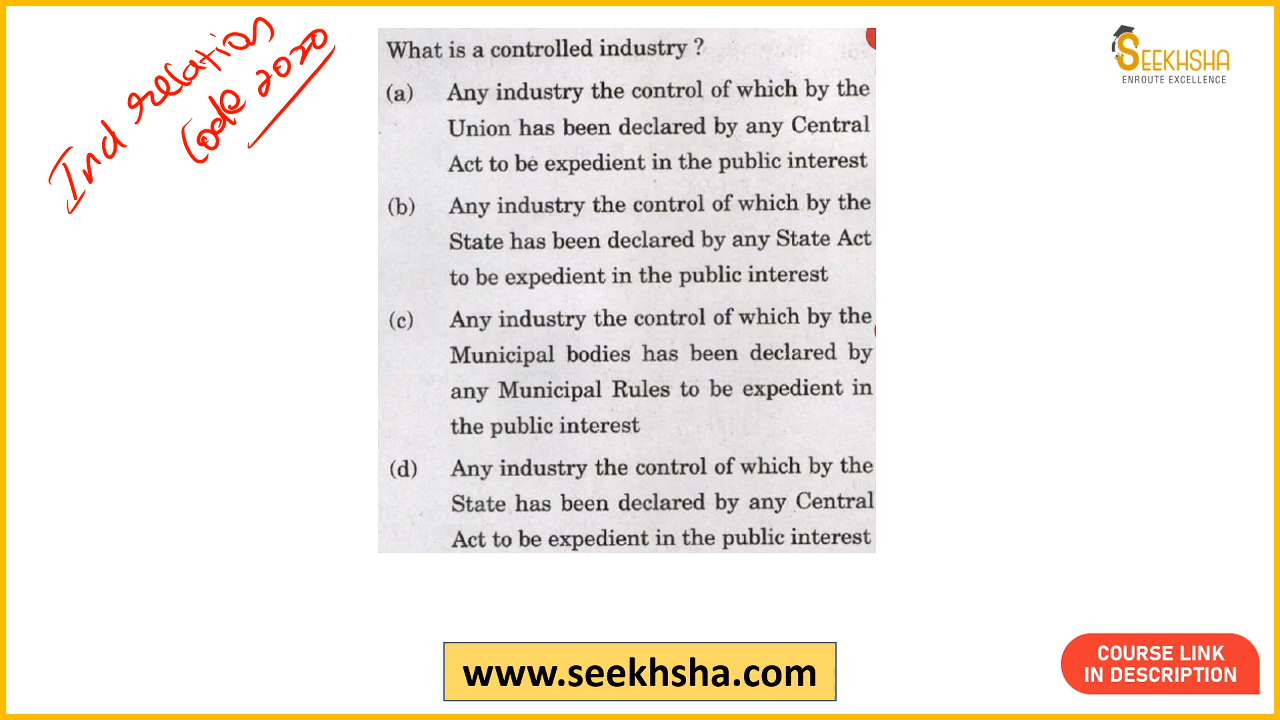 Ind relation
Code 2020
What is a controlled industry ?
(a) Any industry the control of which by the
Union has been declared by any Central
Act to be expedient in the public interest
(b) Any industry the control of which by the
State has been declared by any State Act
to be expedient in the public interest
(c) Any industry the control of which by the
Municipal bodies has been declared by
any Municipal Rules to be expedient in
the public interest
(d) Any industry the control of which by the
State has been declared by any Central
Act to be expedient in the public interest
SEEKHSHA
ENROUTE EXCELLENCE
www.seekhsha.com
COURSE LINK
IN DESCRIPTION